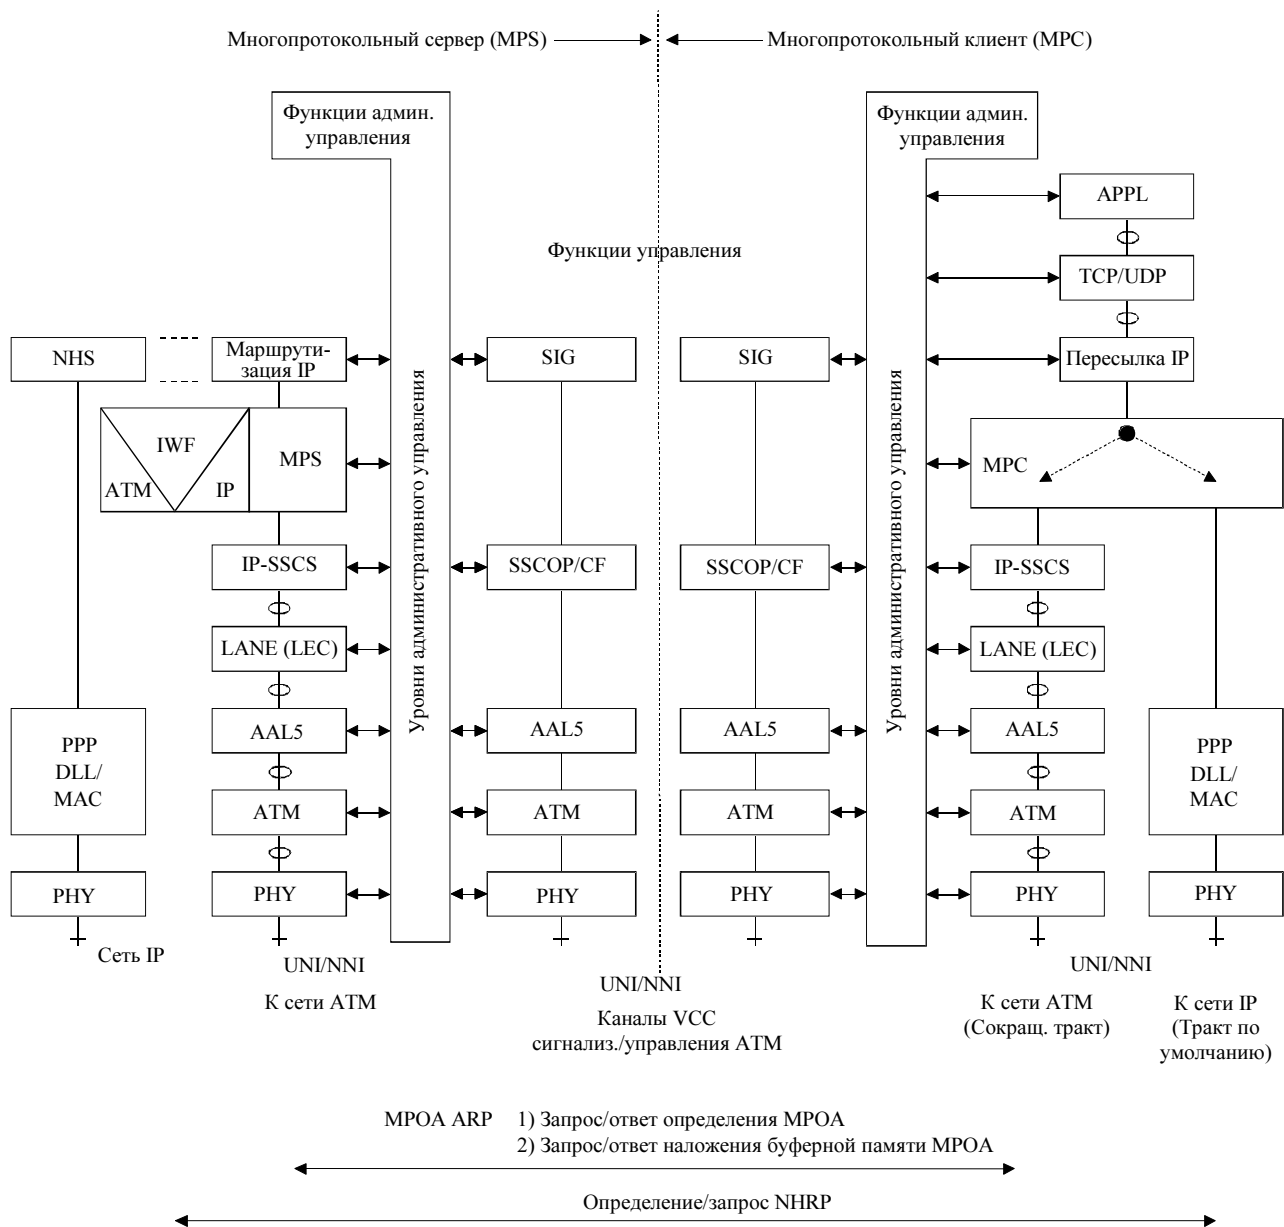 Многопротокольный сервер (MPS)
Многопротокольный клиент (MPC)
Функции админ.
управления
Функции админ.
управления
APPL
Функции управления
TCP/UDP
NHS
Маршрути-
зация IP
SIG
SIG
Пересылка IP
IWF
ATM
IP
MPS
MPC
Уровни административного управления
Уровни административного управления
IP-SSCS
SSCOP/CF
SSCOP/CF
IP-SSCS
LANE (LEC)
LANE (LEC)
PPP
DLL/
MAC
AAL5
AAL5
AAL5
AAL5
PPP
DLL/
MAC
ATM
ATM
ATM
ATM
PHY
PHY
PHY
PHY
PHY
PHY
Сеть IP
UNI/NNI
К сети ATM
UNI/NNI
Каналы VCC
сигнализ./управления ATM
UNI/NNI
К сети ATM
(Сокращ. тракт)
К сети IP
(Тракт по
умолчанию)
MPOA ARP 1) Запрос/ответ определения MPOA
2) Запрос/ответ наложения буферной памяти MPOA
Определение/запрос NHRP